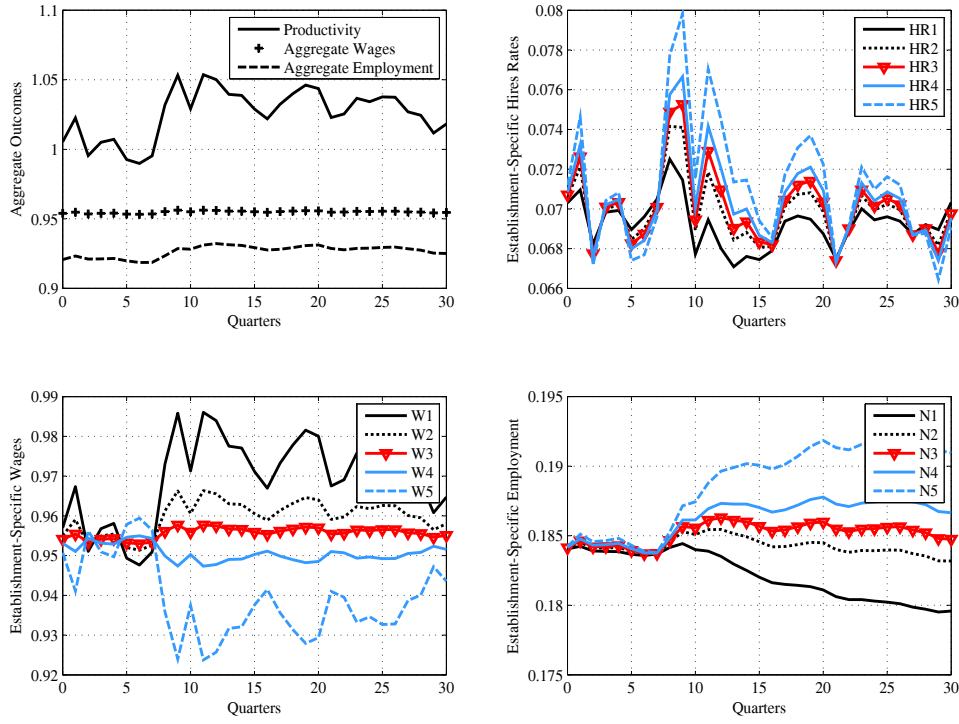 Productivity
Aggregate Wages
Aggregate Employment
1.1
1.05
1
0.95
0.9
Aggregate Outcomes
0 5 10 15 20 25 30
Quarters
HR1
HR2
HR3
HR4
HR5
0.08
0.078
0.076
0.074
0.072
0.07
0.068
0.066
Establishment-Specific Hires Rates
0 5 10 15 20 25 30
Quarters
W1
W2
W3
W4
W5
0.99
0.98
0.97
0.96
0.95
0.94
0.93
0.92
Establishment-Specific Wages
0 5 10 15 20 25 30
Quarters
N1
N2
N3
N4
N5
0.195
0.19
0.185
0.18
0.175
Establishment-Specific Employment
0 5 10 15 20 25 30
Quarters